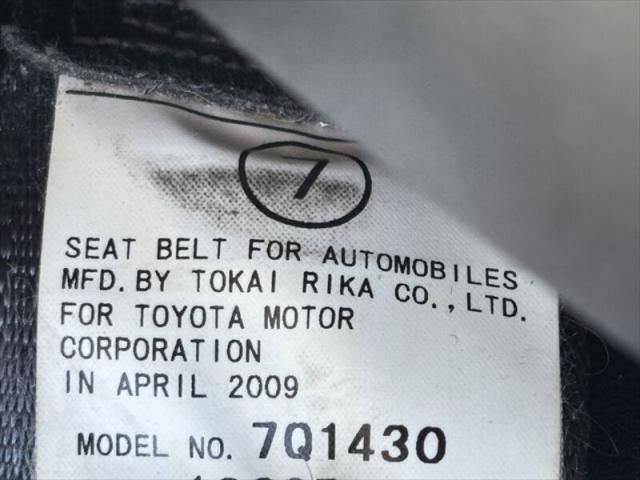 7
SEAT BELT FOR AUTOMOBILES
MFD. BY TOKAI RIKA CO., LTD.
FOR TOYOTA MOTOR
CORPORATION
IN APRIL 2009
MODEL NO. 7Q1430